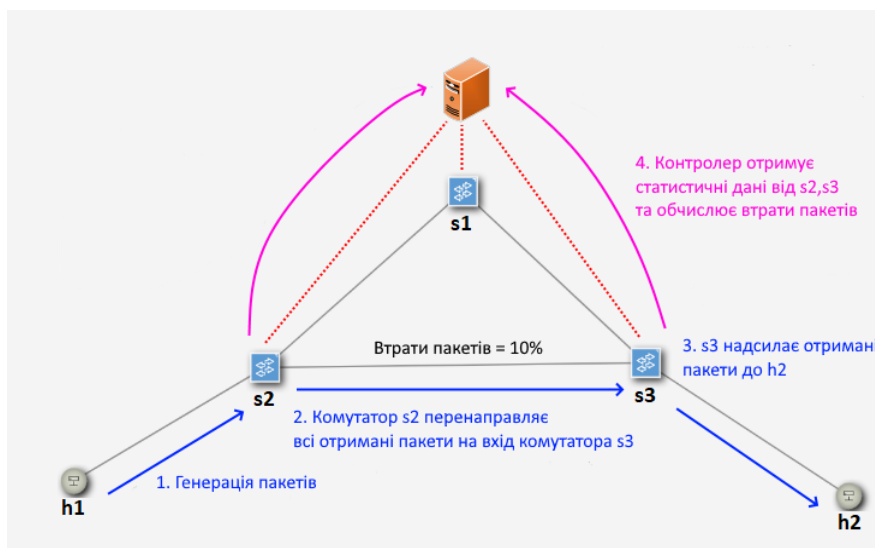 4. Контролер отримує
статистичні дані від s2,s3
та обчислює втрати пакетів
s1
Втрати пакетів = 10%
3. s3 надсилає отримані
пакети до h2
s2
s3
2. Комутатор s2 перенаправляє
всі отримані пакети на вхід комутатора s3
1. Генерація пакетів
h1
h2